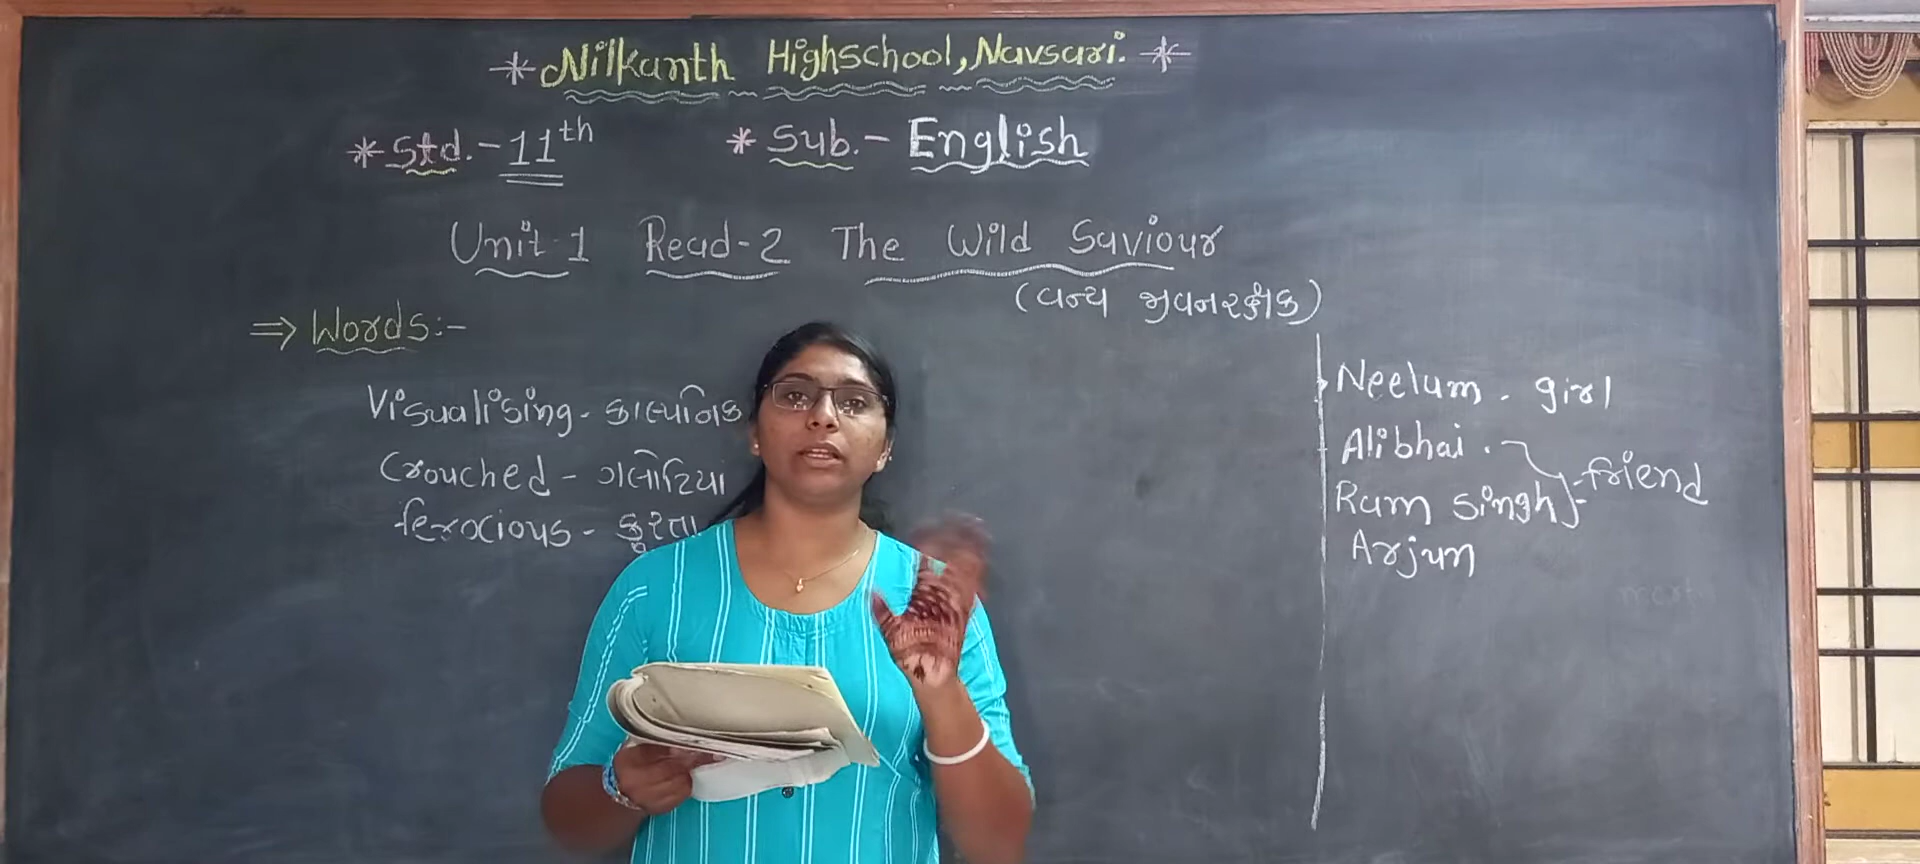 * Nilkanth Highschool, Navsari. *
* Std. - 11th * Sub. - English
Unit-1 Read-2 The Wild Saviour
(વન્ય જીવનરક્ષક)
⇒ Words:-
Visualising - કાલ્પનિક
Crouched - ગલોટિયાં
ferocious - ક્રુરતા
Neelum . girl
Alibhai .
Ram Singh } - friend
Arjun